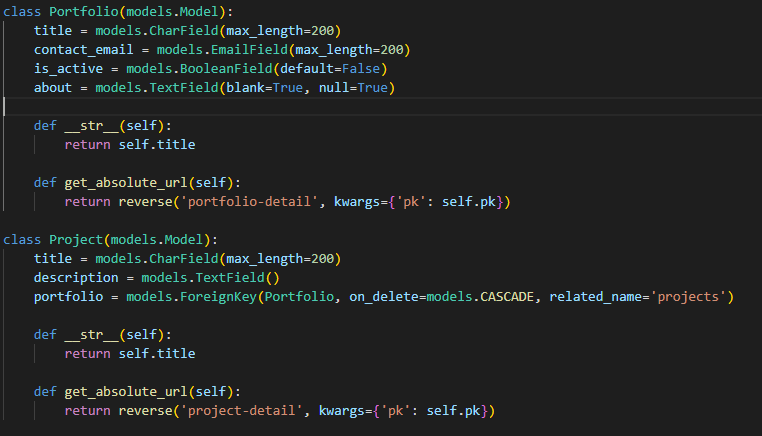 class Portfolio(models.Model):
    title = models.CharField(max_length=200)
    contact_email = models.EmailField(max_length=200)
    is_active = models.BooleanField(default=False)
    about = models.TextField(blank=True, null=True)

    def __str__(self):
        return self.title

    def get_absolute_url(self):
        return reverse('portfolio-detail', kwargs={'pk': self.pk})

class Project(models.Model):
    title = models.CharField(max_length=200)
    description = models.TextField()
    portfolio = models.ForeignKey(Portfolio, on_delete=models.CASCADE, related_name='projects')

    def __str__(self):
        return self.title

    def get_absolute_url(self):
        return reverse('project-detail', kwargs={'pk': self.pk})